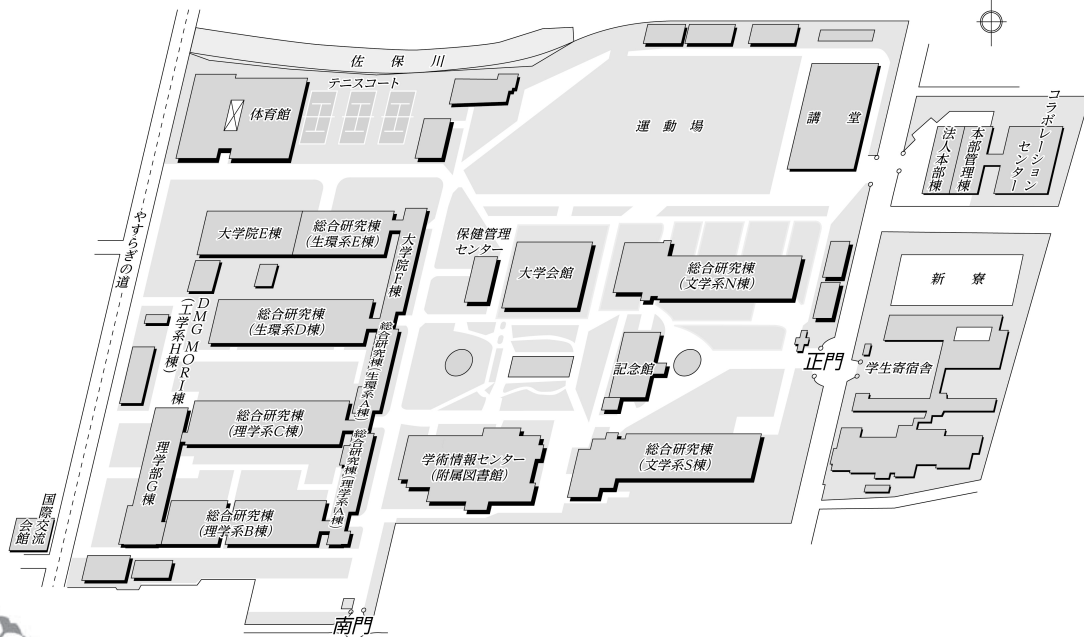 佐保川
テニスコート
体育館
運動場
講堂
コラボレーション
センター
本部管理棟
法人本部棟
やすらぎの道
大学院E棟
総合研究棟
(生環系E棟)
大学院F棟
保健管理
センター
大学会館
総合研究棟
(文学系N棟)
新寮
DMG MORI棟
(工学系H棟)
総合研究棟
(生環系D棟)
総合研究棟(生環系A棟)
記念館
正門
学生寄宿舎
総合研究棟
(理学系C棟)
理学部G棟
総合研究棟(理学系A棟)
学術情報センター
(附属図書館)
総合研究棟
(文学系S棟)
国際交流
会館
総合研究棟
(理学系B棟)
南門